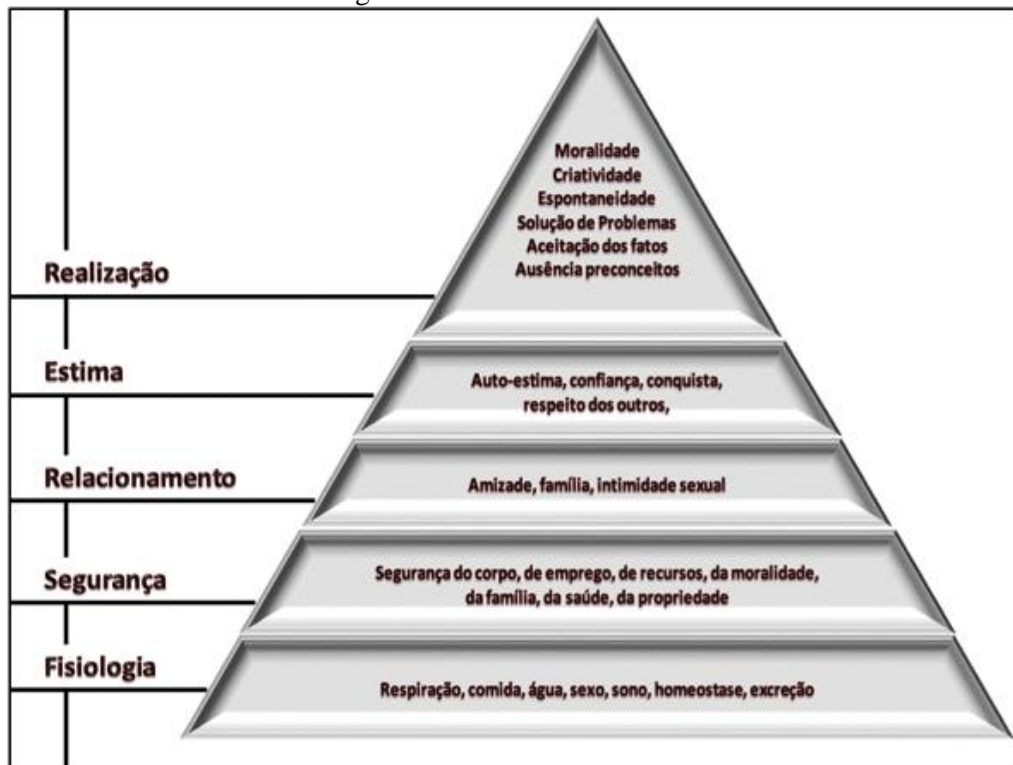 Moralidade
Criatividade
Espontaneidade
Solução de Problemas
Aceitação dos fatos
Ausência preconceitos
Realização
Estima
Auto-estima, confiança, conquista,
respeito dos outros,
Relacionamento
Amizade, família, intimidade sexual
Segurança
Segurança do corpo, de emprego, de recursos, da moralidade,
da família, da saúde, da propriedade
Fisiologia
Respiração, comida, água, sexo, sono, homeostase, excreção